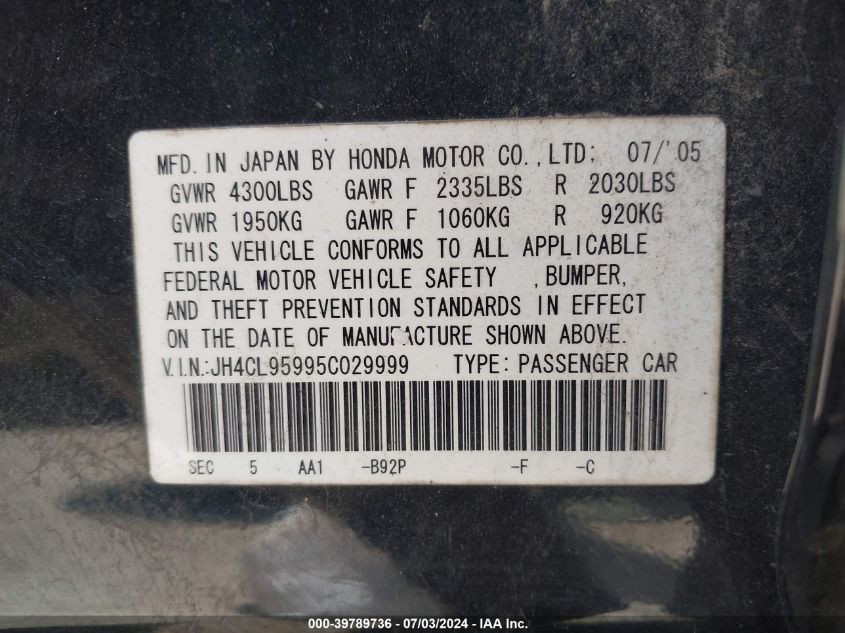 MFD. IN JAPAN BY HONDA MOTOR CO.,LTD; 07/'05
GVWR 4300LBS GAWR F 2335LBS R 2030LBS
GVWR 1950KG GAWR F 1060KG R 920KG
THIS VEHICLE CONFORMS TO ALL APPLICABLE
FEDERAL MOTOR VEHICLE SAFETY , BUMPER,
AND THEFT PREVENTION STANDARDS IN EFFECT
ON THE DATE OF MANUFACTURE SHOWN ABOVE.
V.I.N.:JH4CL95995C029999 TYPE: PASSENGER CAR
SEC 5 AA1 -B92P -F -C
000-39789736 - 07/03/2024 - IAA Inc.